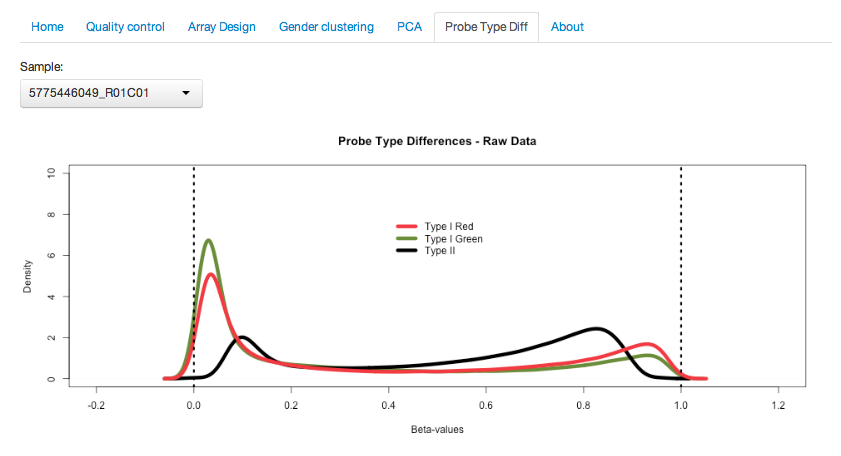 Home Quality control Array Design Gender clustering PCA Probe Type Diff About
Sample:
5775446049_R01C01
Probe Type Differences - Raw Data
10
8
6
4
2
0
Density
Type I Red
Type I Green
Type II
-0.2 0.0 0.2 0.4 0.6 0.8 1.0 1.2
Beta-values